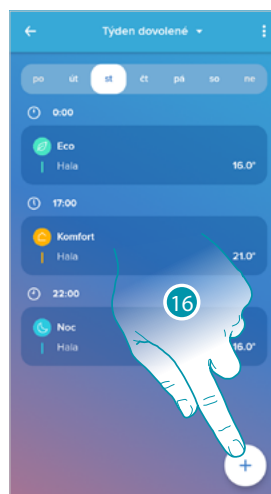 Týden dovolené
po út st čt pá so ne
0:00
Eco
Hala 16.0°
17:00
Komfort
Hala 21.0°
16
22:00
Noc
Hala 16.0°
+